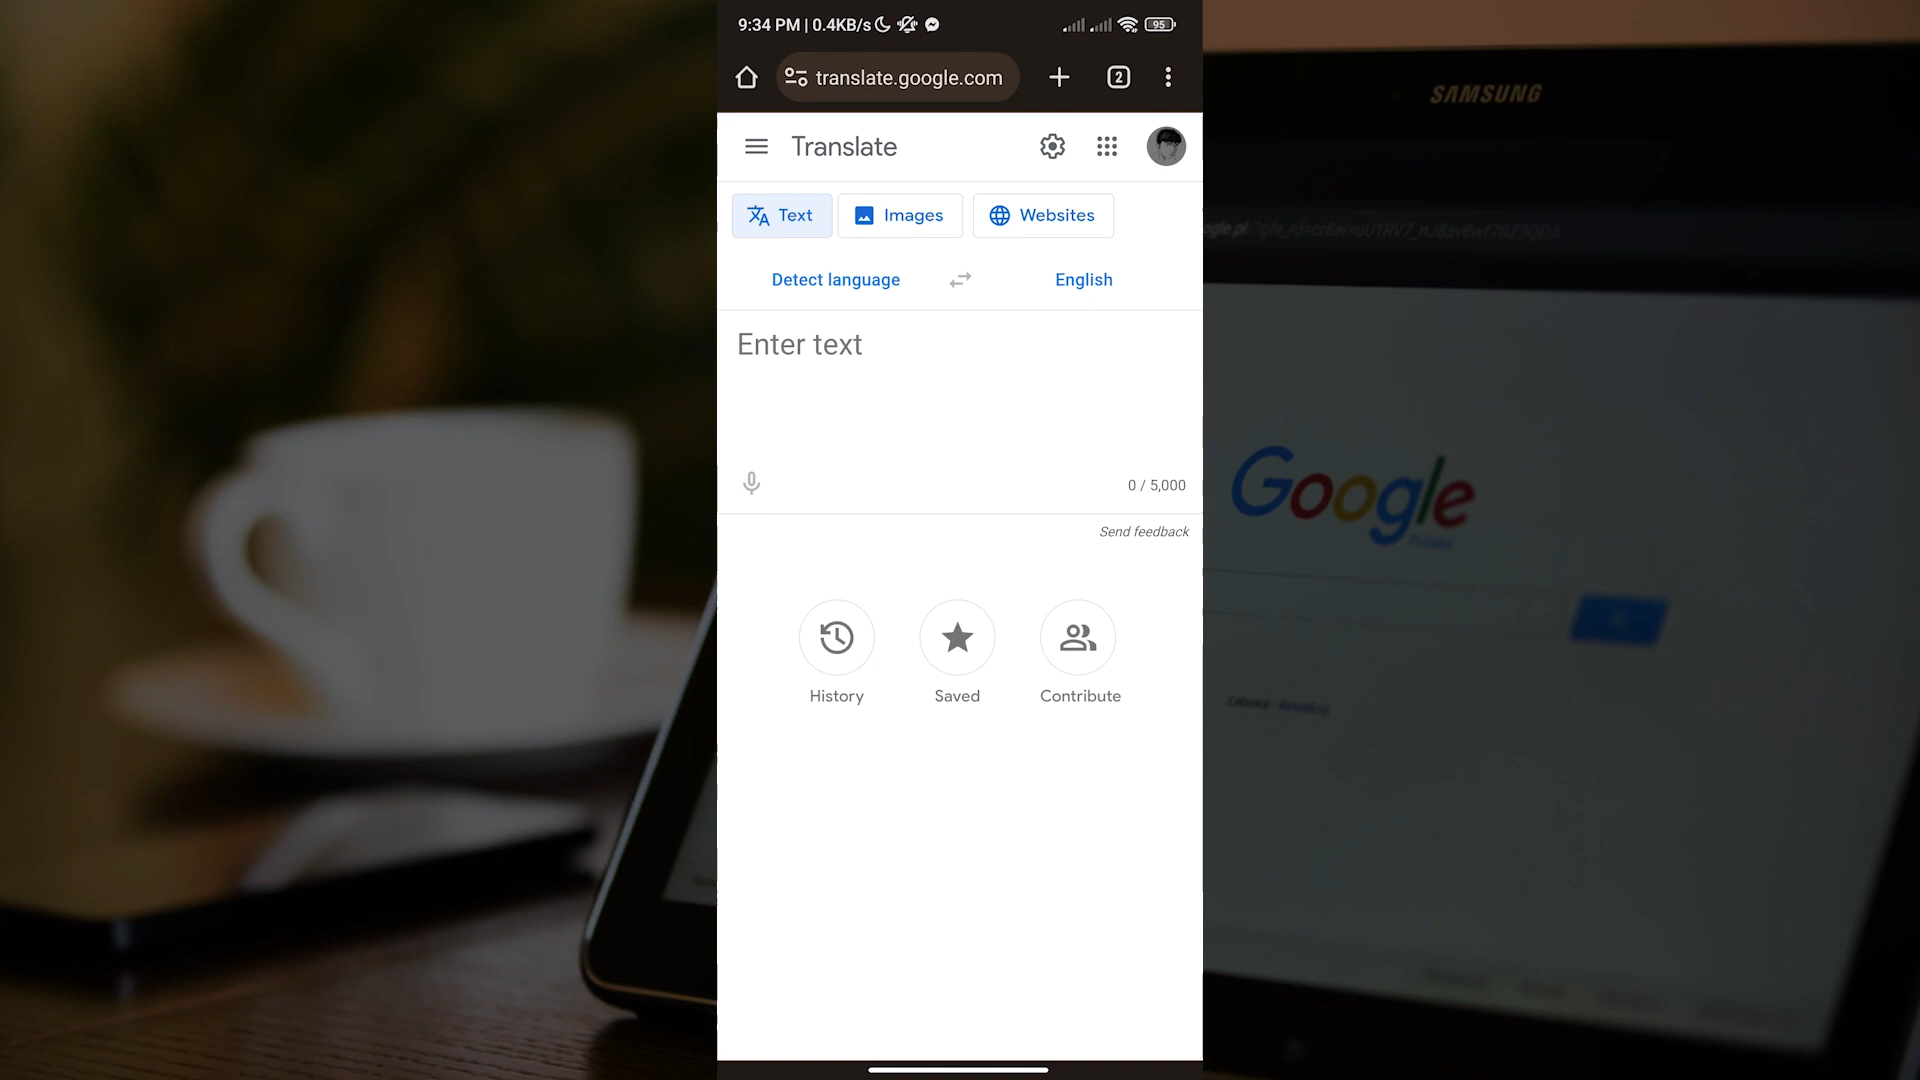 9:34 PM | 0.4KB/s
95
translate.google.com
2
Translate
Text
Images
Websites
Detect language
English
Enter text
0 / 5,000
Send feedback
History
Saved
Contribute
SAMSUNG
Google